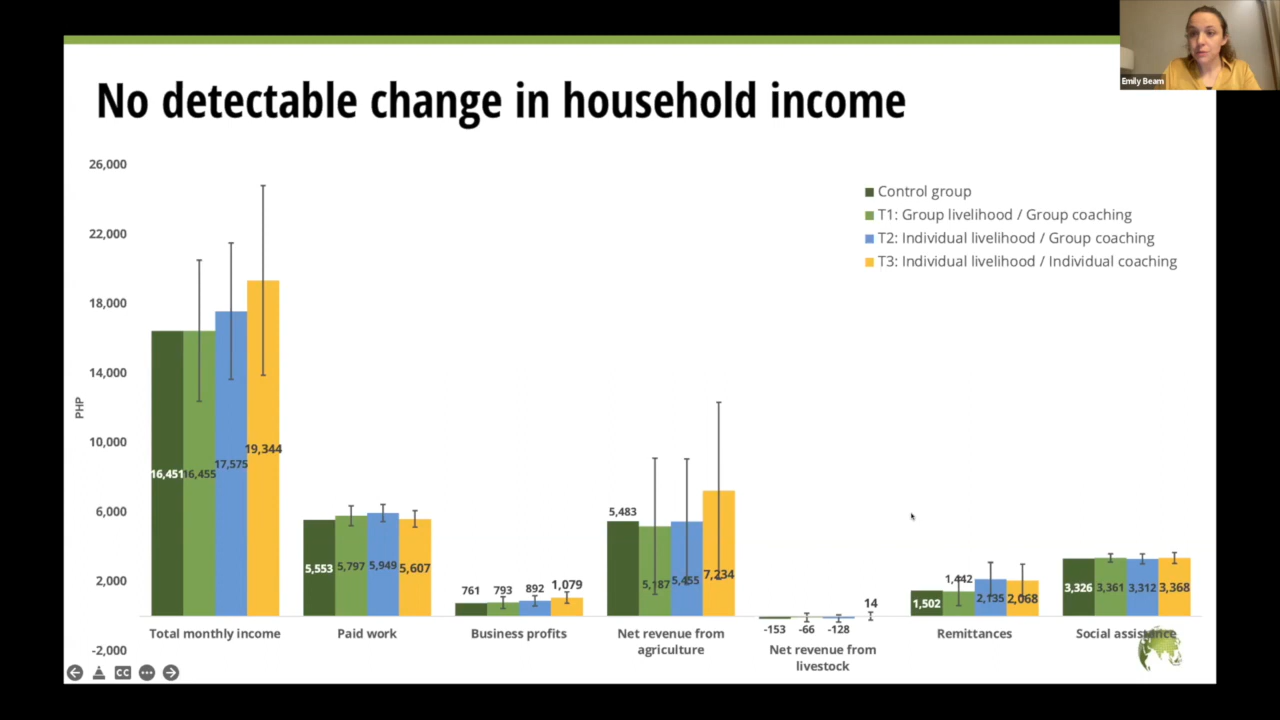 Emily Beam
No detectable change in household income
26,000
22,000
18,000
14,000
10,000
6,000
2,000
-2,000
PHP
Control group
T1: Group livelihood / Group coaching
T2: Individual livelihood / Group coaching
T3: Individual livelihood / Individual coaching
16,451 16,455 17,575 19,344
5,553 5,797 5,949 5,607
761 793 892 1,079
5,483 5,187 5,455 7,234
-153 -66 -128 14
1,502 1,442 2,135 2,068
3,326 3,361 3,312 3,368
Total monthly income
Paid work
Business profits
Net revenue from
agriculture
Net revenue from
livestock
Remittances
Social assistance
CC